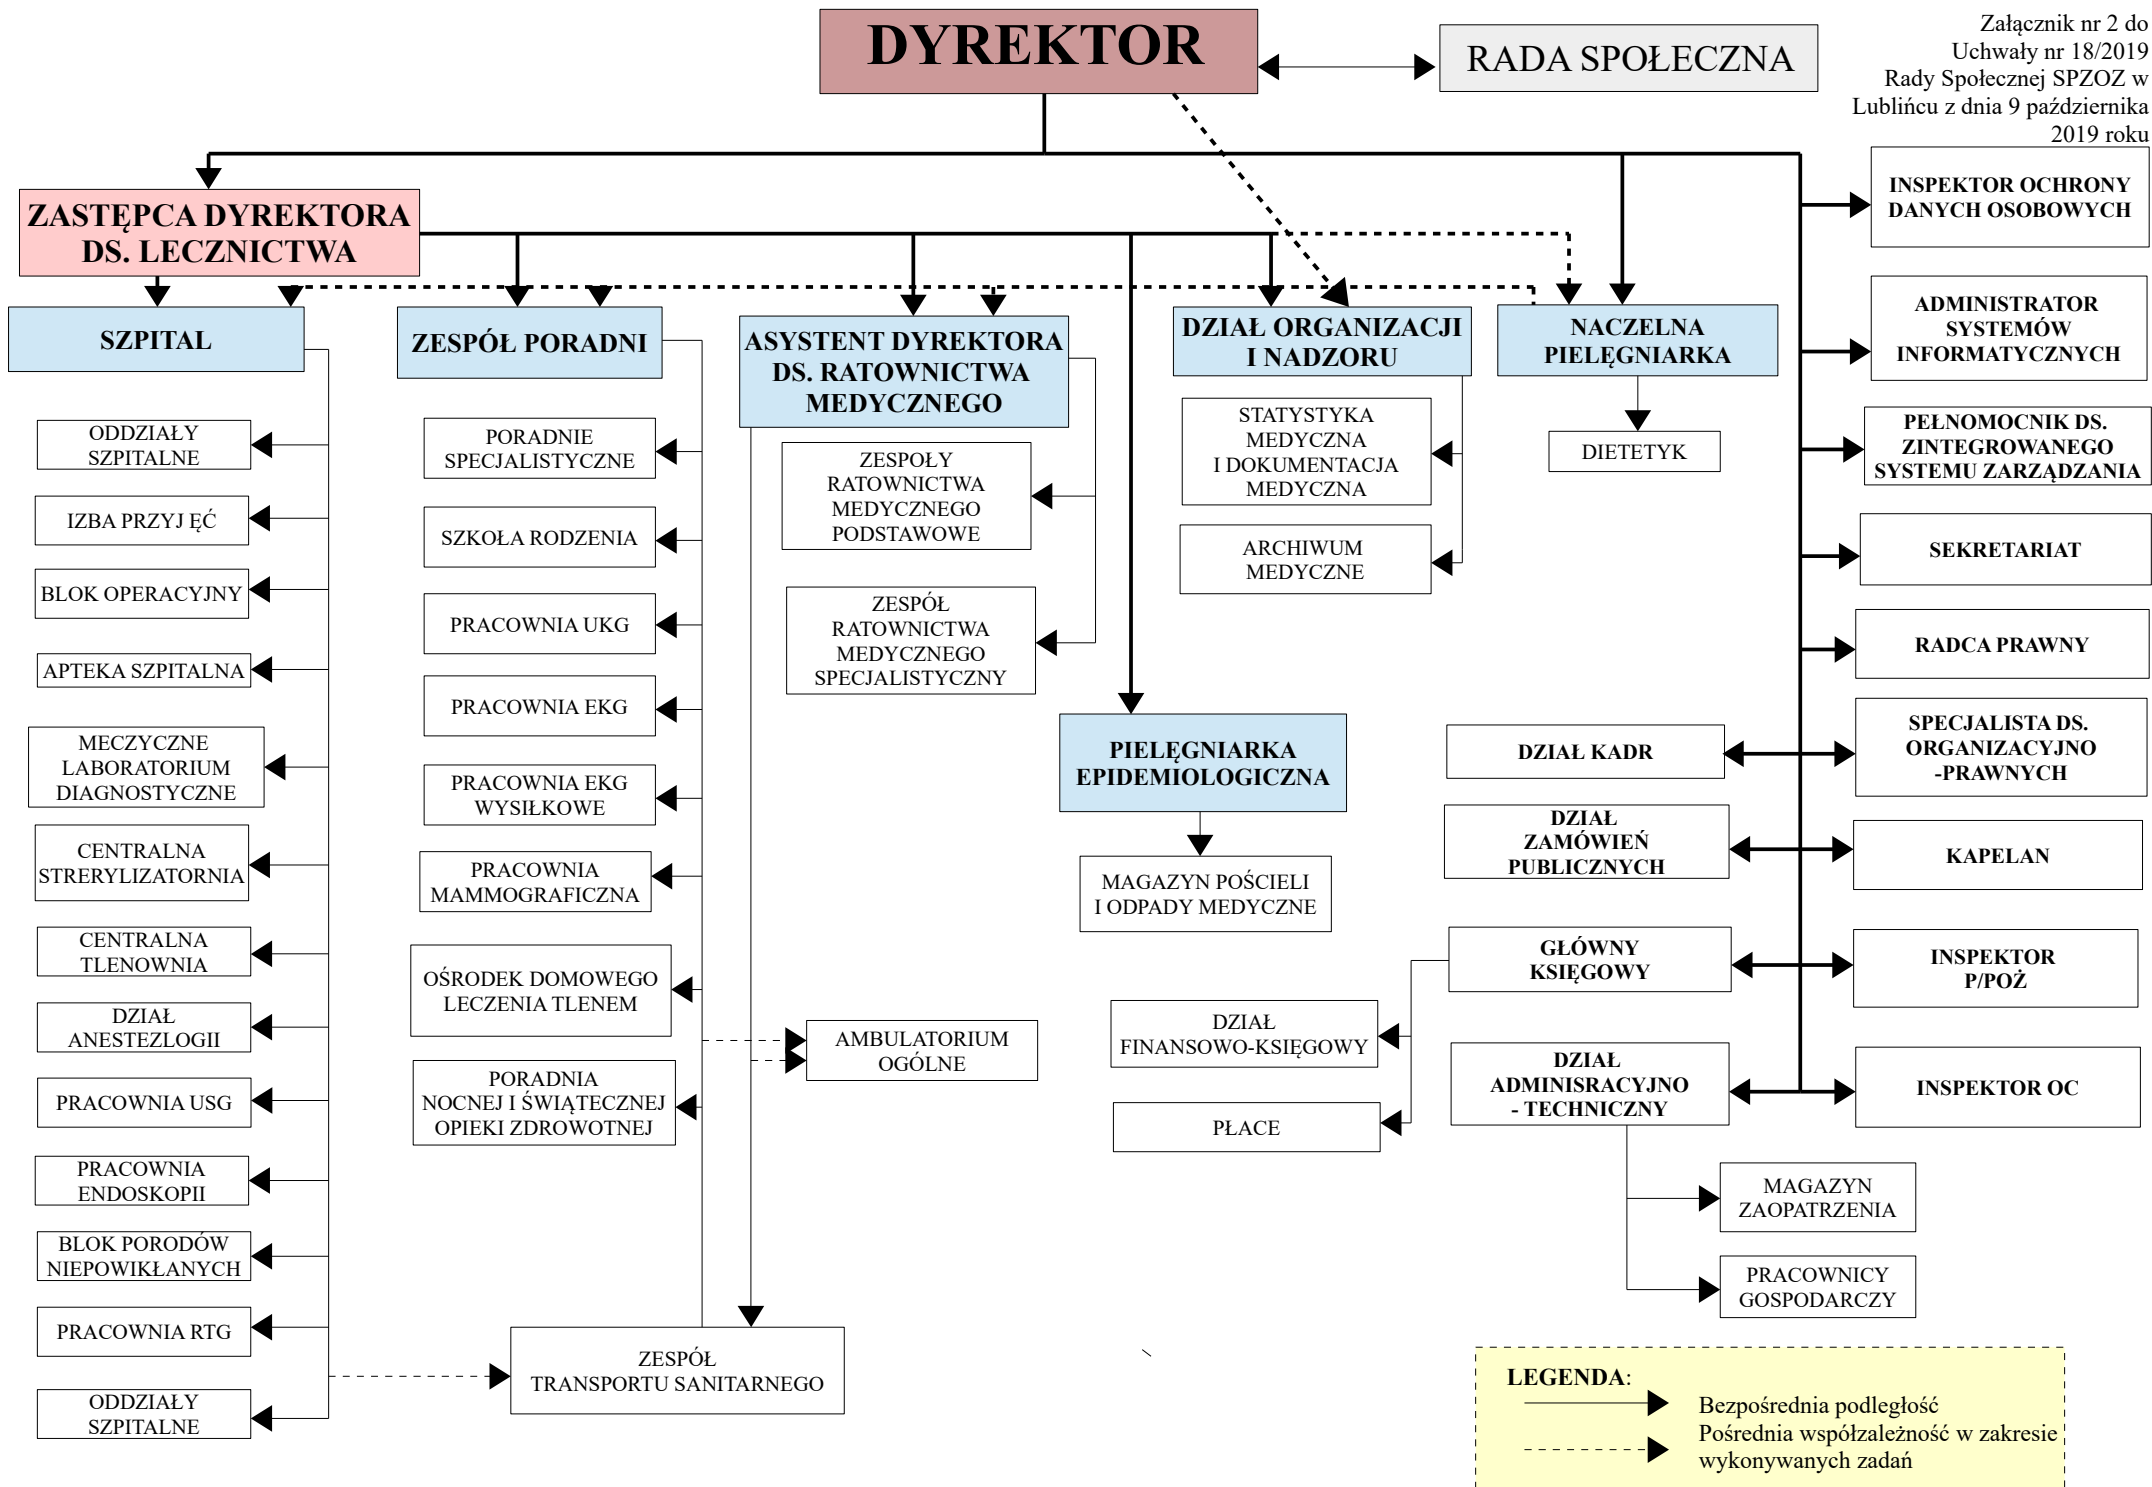 DYREKTOR
RADA SPOŁECZNA
Załącznik nr 2 do
Uchwały nr 18/2019
Rady Społecznej SPZOZ w
Lublińcu z dnia 9 października
2019 roku
ZASTĘPCA DYREKTORA
DS. LECZNICTWA
SZPITAL
ODDZIAŁY
SZPITALNE
IZBA PRZYJ ĘĆ
BLOK OPERACYJNY
APTEKA SZPITALNA
MECZYCZNE
LABORATORIUM
DIAGNOSTYCZNE
CENTRALNA
STRERYLIZATORNIA
CENTRALNA
TLENOWNIA
DZIAŁ
ANESTEZLOGII
PRACOWNIA USG
PRACOWNIA
ENDOSKOPII
BLOK PORODÓW
NIEPOWIKŁANYCH
PRACOWNIA RTG
ODDZIAŁY
SZPITALNE
ZESPÓŁ PORADNI
PORADNIE
SPECJALISTYCZNE
SZKOŁA RODZENIA
PRACOWNIA UKG
PRACOWNIA EKG
PRACOWNIA EKG
WYSIŁKOWE
PRACOWNIA
MAMMOGRAFICZNA
OŚRODEK DOMOWEGO
LECZENIA TLENEM
PORADNIA
NOCNEJ I ŚWIĄTECZNEJ
OPIEKI ZDROWOTNEJ
ZESPÓŁ
TRANSPORTU SANITARNEGO
ASYSTENT DYREKTORA
DS. RATOWNICTWA
MEDYCZNEGO
ZESPOŁY
RATOWNICTWA
MEDYCZNEGO
PODSTAWOWE
ZESPÓŁ
RATOWNICTWA
MEDYCZNEGO
SPECJALISTYCZNY
AMBULATORIUM
OGÓLNE
PIELĘGNIARKA
EPIDEMIOLOGICZNA
MAGAZYN POŚCIELI
I ODPADY MEDYCZNE
DZIAŁ ORGANIZACJI
I NADZORU
STATYSTYKA
MEDYCZNA
I DOKUMENTACJA
MEDYCZNA
ARCHIWUM
MEDYCZNE
NACZELNA
PIELĘGNIARKA
DIETETYK
INSPEKTOR OCHRONY
DANYCH OSOBOWYCH
ADMINISTRATOR
SYSTEMÓW
INFORMATYCZNYCH
PEŁNOMOCNIK DS.
ZINTEGROWANEGO
SYSTEMU ZARZĄDZANIA
SEKRETARIAT
RADCA PRAWNY
SPECJALISTA DS.
ORGANIZACYJNO
-PRAWNYCH
KAPELAN
INSPEKTOR
P/POŻ
INSPEKTOR OC
DZIAŁ KADR
DZIAŁ
ZAMÓWIEŃ
PUBLICZNYCH
GŁÓWNY
KSIĘGOWY
DZIAŁ
FINANSOWO-KSIĘGOWY
PŁACE
DZIAŁ
ADMINISRACYJNO
- TECHNICZNY
MAGAZYN
ZAOPATRZENIA
PRACOWNICY
GOSPODARCZY
LEGENDA:
Bezpośrednia podległość
Pośrednia współzależność w zakresie
wykonywanych zadań